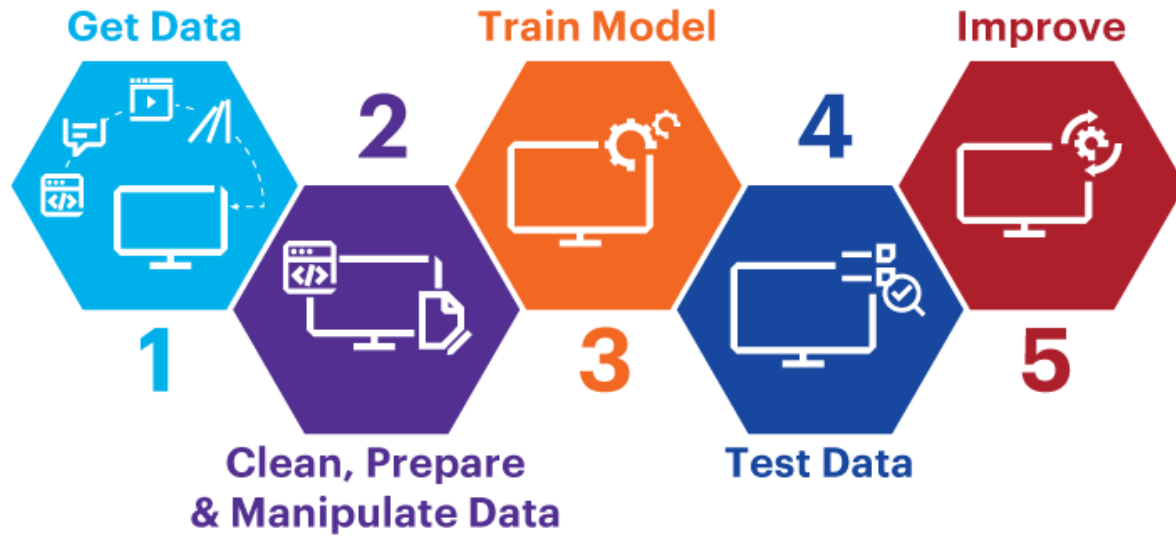 Get Data
1
2
Clean, Prepare
& Manipulate Data
Train Model
3
4
Test Data
Improve
5
</>
</>